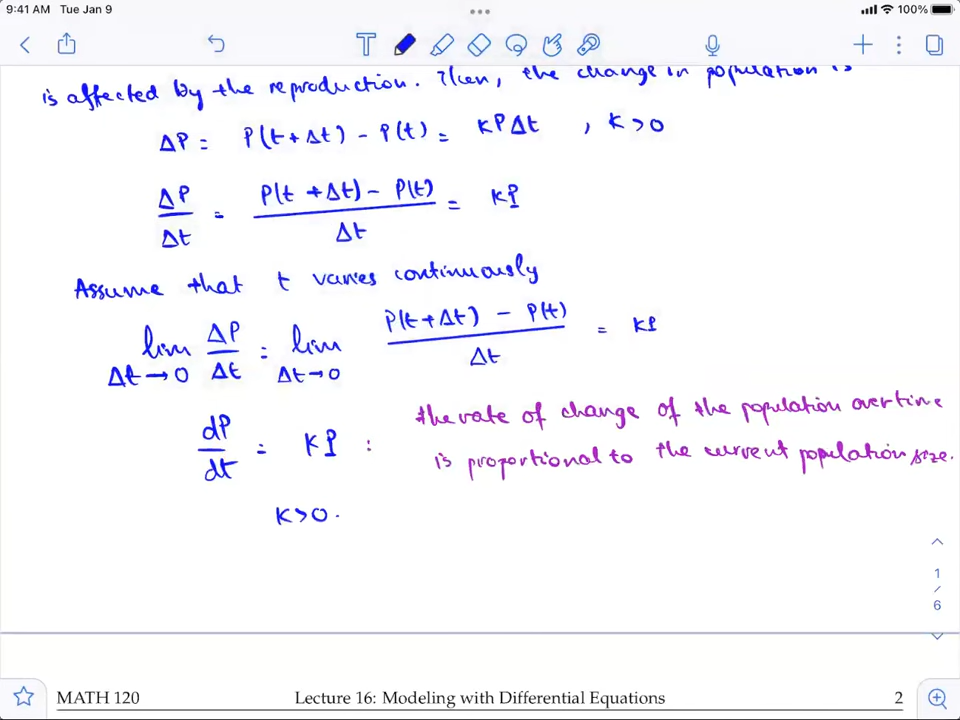 9:41 AM Tue Jan 9
100%
is affected by the reproduction. Then, the change in population is
ΔP = P(t+Δt) - P(t) = KPΔt , K > 0
ΔP/Δt = (P(t+Δt) - P(t))/Δt = KP
Assume that t varies continuously
lim Δt→0 ΔP/Δt = lim Δt→0 (P(t+Δt) - P(t))/Δt = KP
dP/dt = KP : the rate of change of the population overtime
is proportional to the current population size.
K>0.
1
/
6
MATH 120 Lecture 16: Modeling with Differential Equations 2